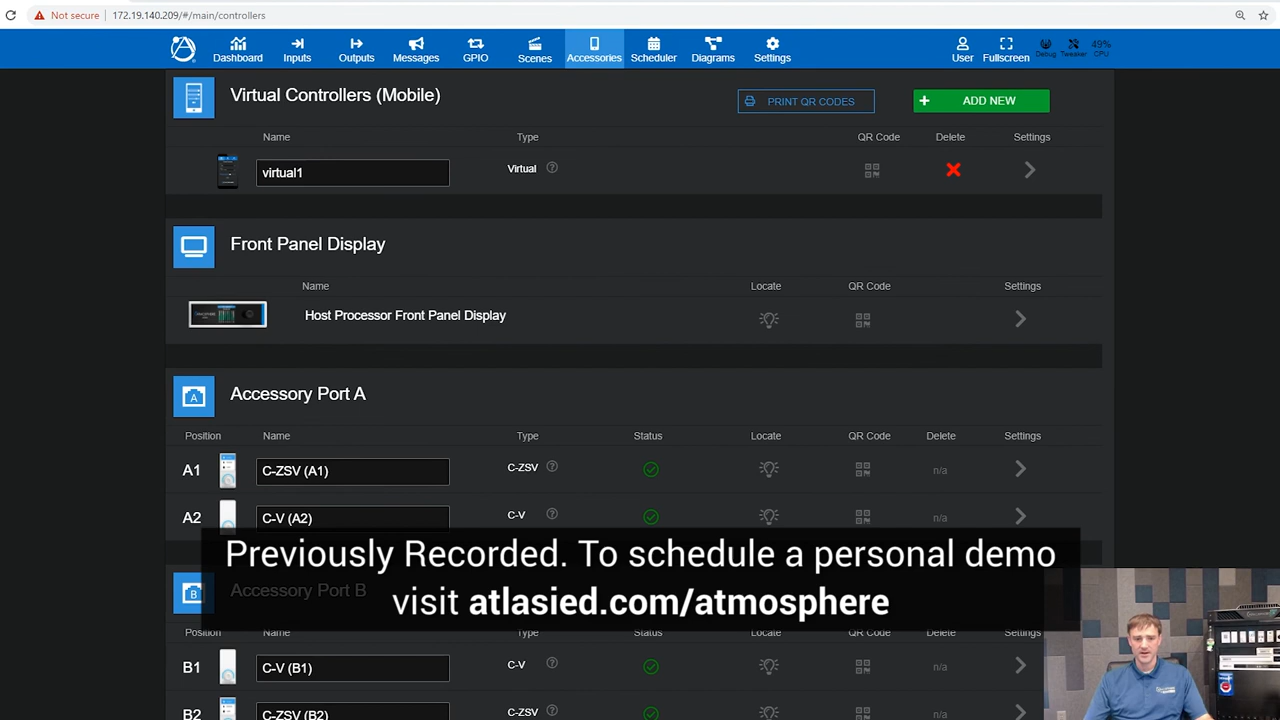 Not secure 172.19.140.209/#/main/controllers
Dashboard Inputs Outputs Messages GPIO Scenes Accessories Scheduler Diagrams Settings User Fullscreen Debug Tweaker 49% CPU
Virtual Controllers (Mobile) PRINT QR CODES + ADD NEW
Name Type QR Code Delete Settings
virtual1 Virtual ?
Front Panel Display
Name Locate QR Code Settings
Host Processor Front Panel Display
A Accessory Port A
Position Name Type Status Locate QR Code Delete Settings
A1 C-ZSV (A1) C-ZSV ? n/a
A2 C-V (A2) C-V ? n/a
Previously Recorded. To schedule a personal demo
visit atlasied.com/atmosphere
B Accessory Port B
Position Name Type Status Locate QR Code Delete Settings
B1 C-V (B1) C-V ?
B2 C-ZSV (B2) C-ZSV ?